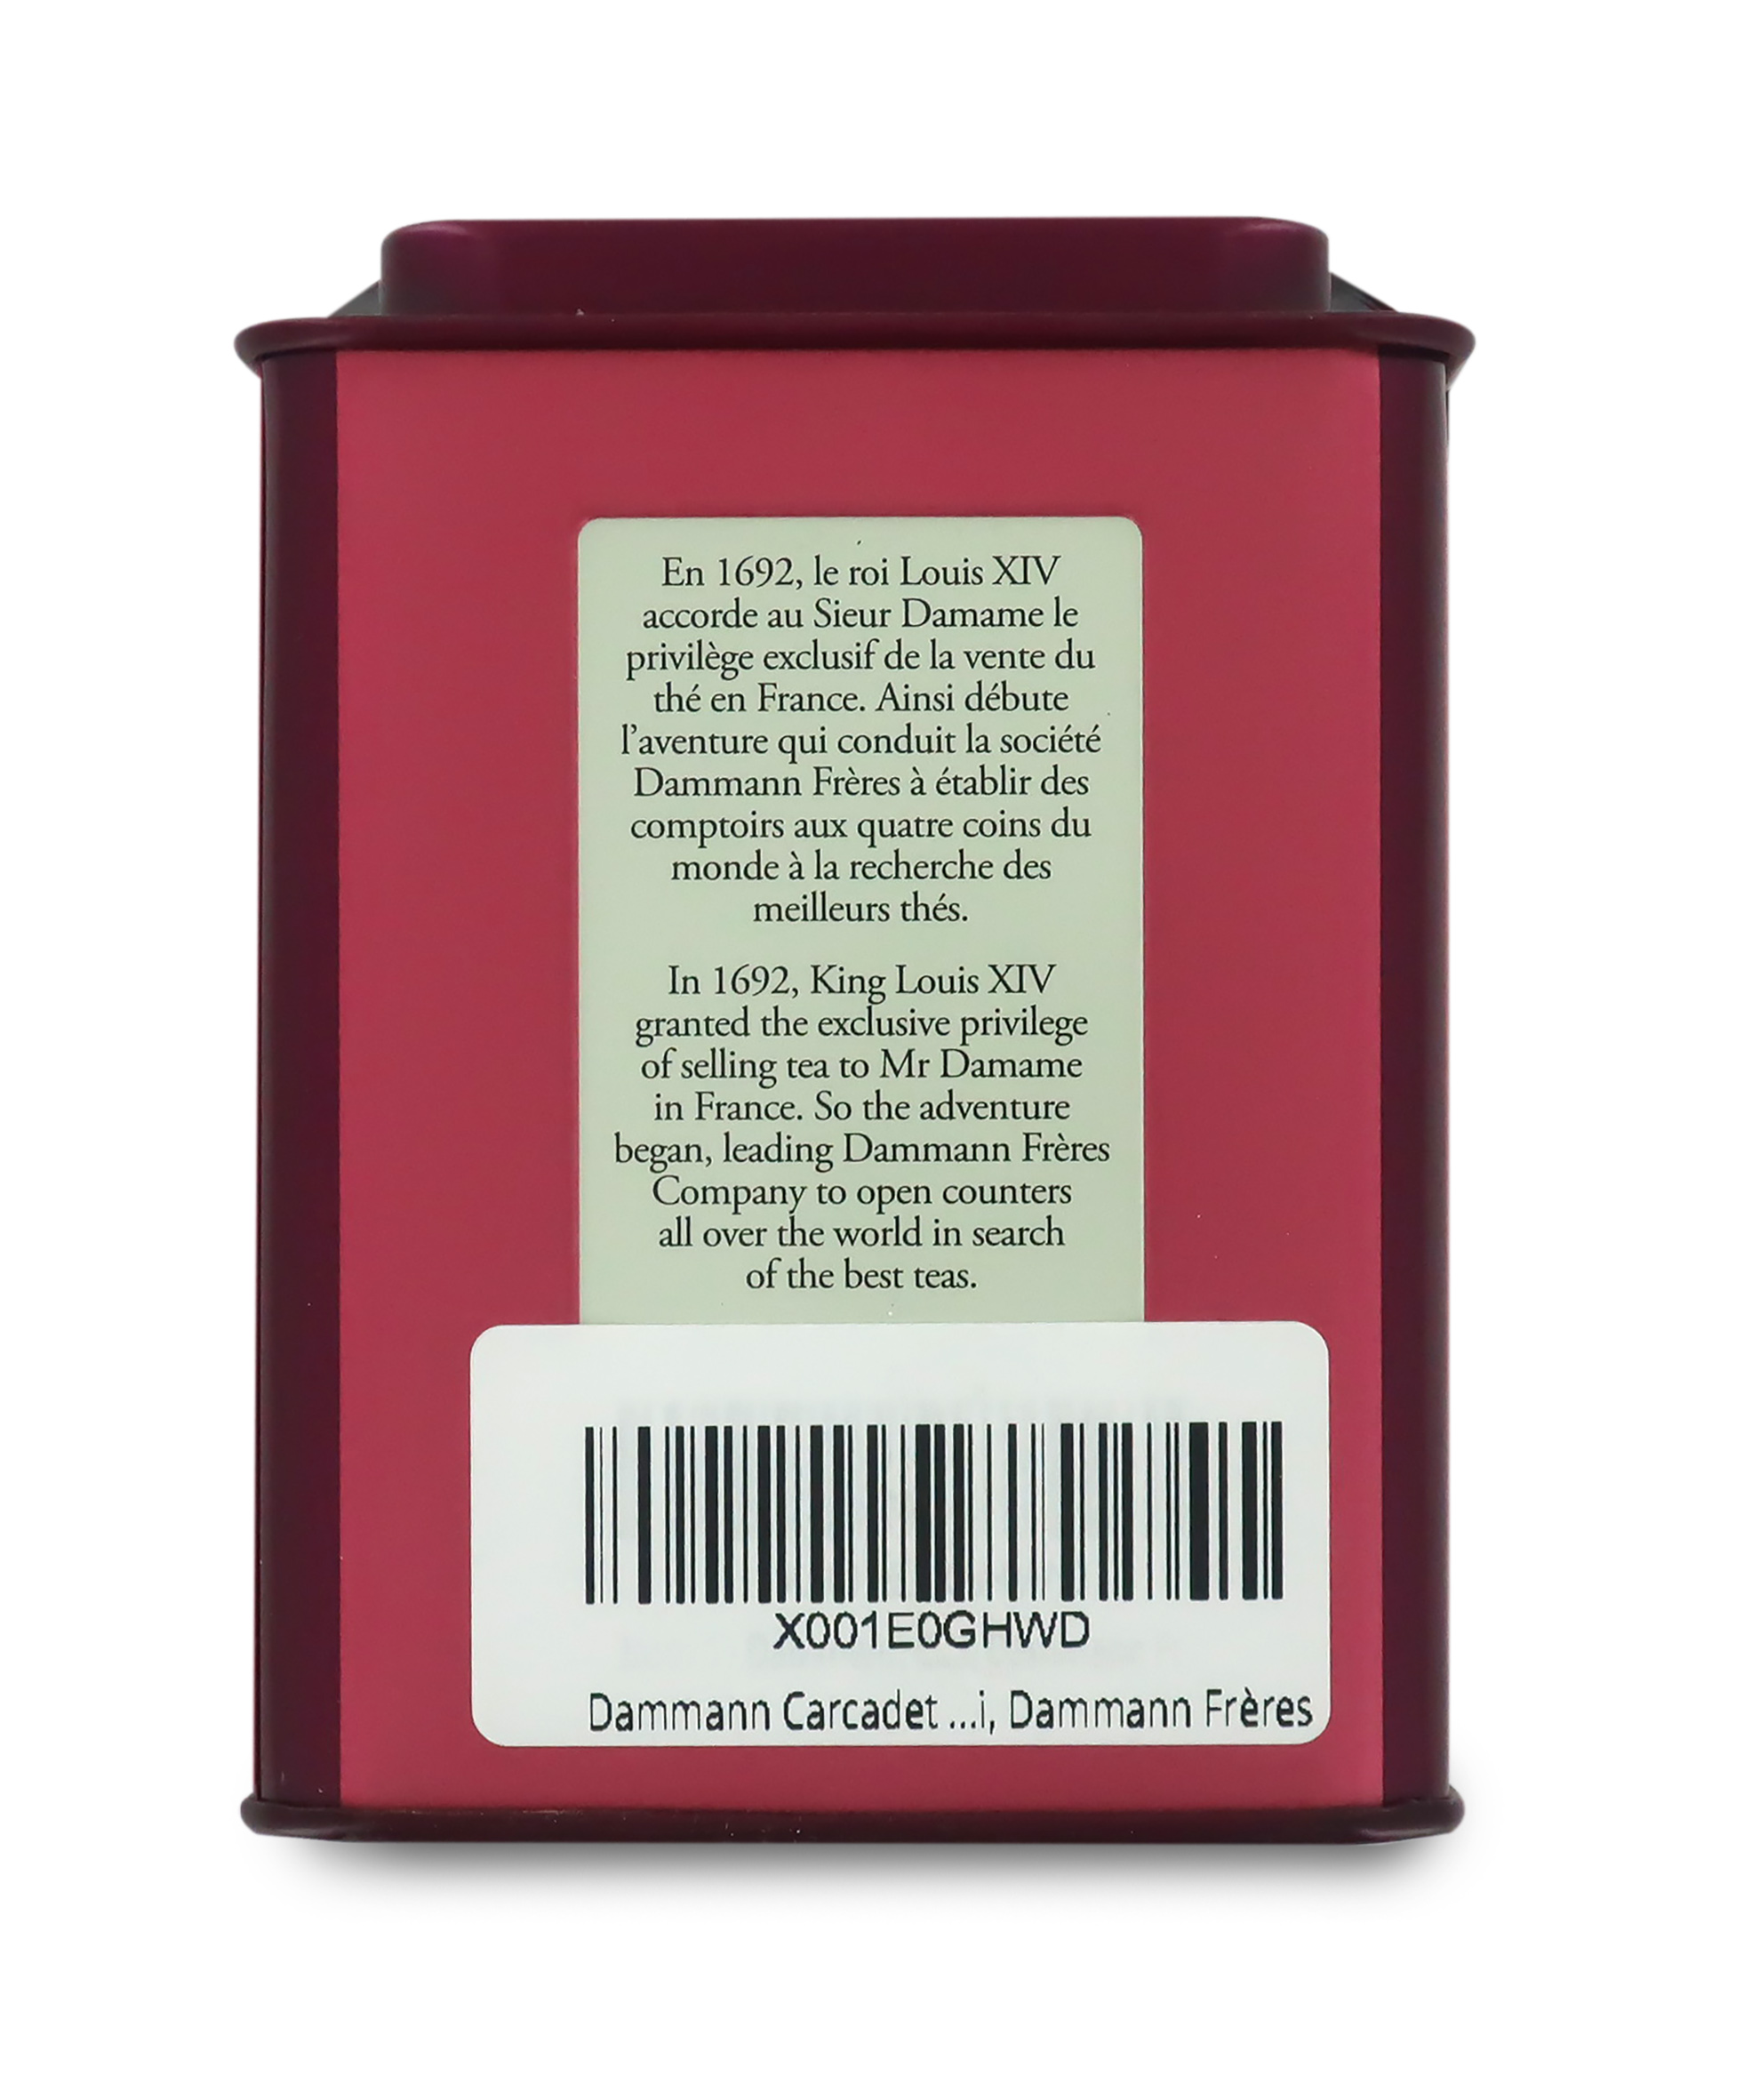 En 1692, le roi Louis XIV
accorde au Sieur Damame le
privilège exclusif de la vente du
thé en France. Ainsi débute
l'aventure qui conduit la société
Dammann Frères à établir des
comptoirs aux quatre coins du
monde à la recherche des
meilleurs thés.
In 1692, King Louis XIV
granted the exclusive privilege
of selling tea to Mr Damame
in France. So the adventure
began, leading Dammann Frères
Company to open counters
all over the world in search
of the best teas.
X001E0GHWD
Dammann Carcadet ...i, Dammann Frères